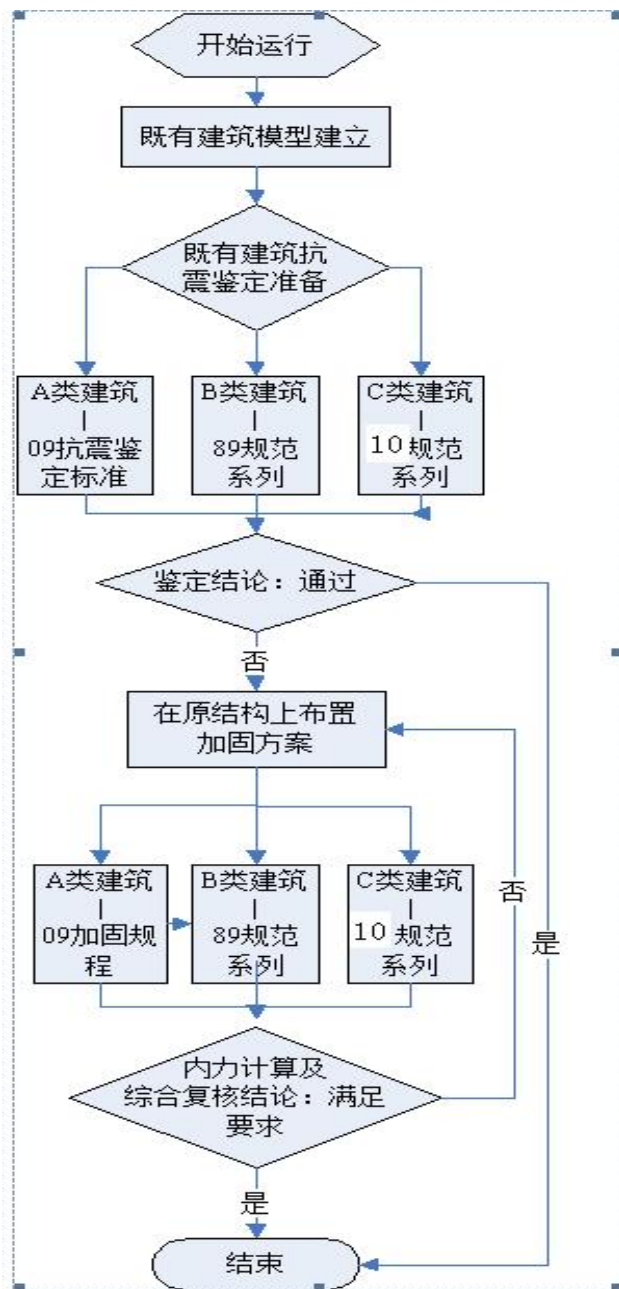 开始运行
既有建筑模型建立
既有建筑抗
震鉴定准备
A类建筑
|
09抗震鉴
定标准
B类建筑
|
89规范
系列
C类建筑
|
10 规范
系列
鉴定结论：通过
否
在原结构上布置
加固方案
A类建筑
|
09加固规
程
B类建筑
|
89规范
系列
C类建筑
|
10 规范
系列
否
是
内力计算及
综合复核结论：满足
要求
是
结束